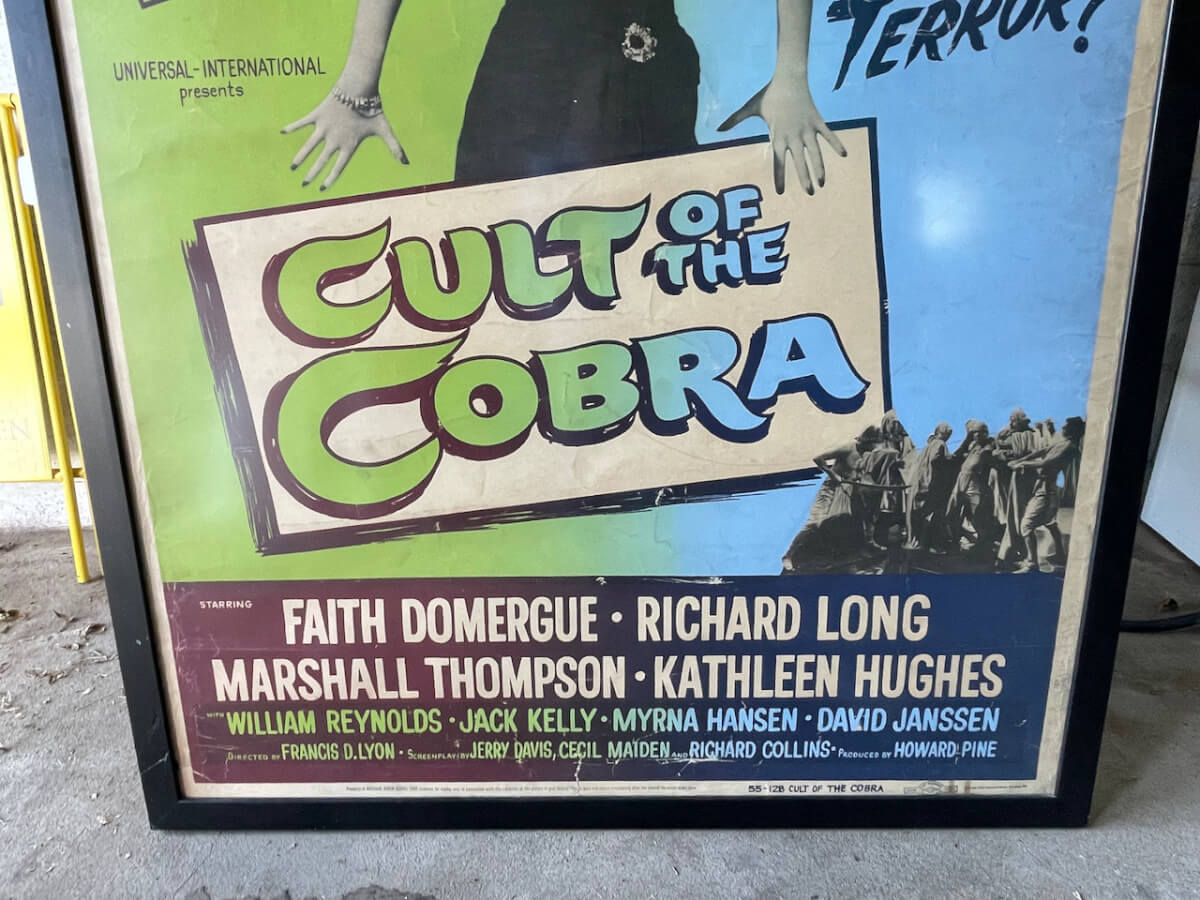 TERROR!
UNIVERSAL-INTERNATIONAL
presents
CULT OF THE
COBRA
STARRING
FAITH DOMERGUE · RICHARD LONG
MARSHALL THOMPSON · KATHLEEN HUGHES
WITH WILLIAM REYNOLDS · JACK KELLY · MYRNA HANSEN · DAVID JANSSEN
DIRECTED BY FRANCIS D. LYON · SCREENPLAY BY JERRY DAVIS, CECIL MAIDEN AND RICHARD COLLINS · PRODUCED BY HOWARD PINE
55-128 CULT OF THE COBRA